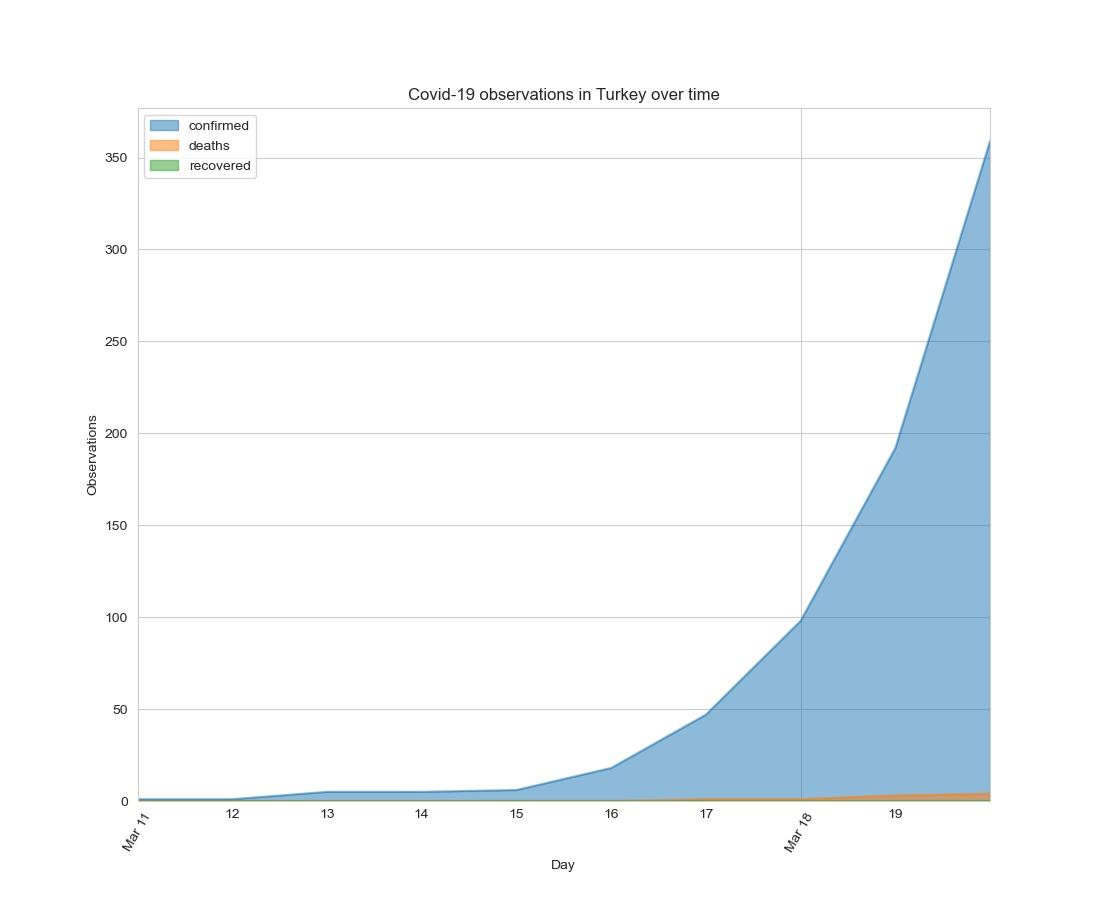 Covid-19 observations in Turkey over time
confirmed
deaths
recovered
350
300
250
200
150
100
50
0
Observations
Mar 11
12
13
14
15
16
17
Mar 18
19
Day